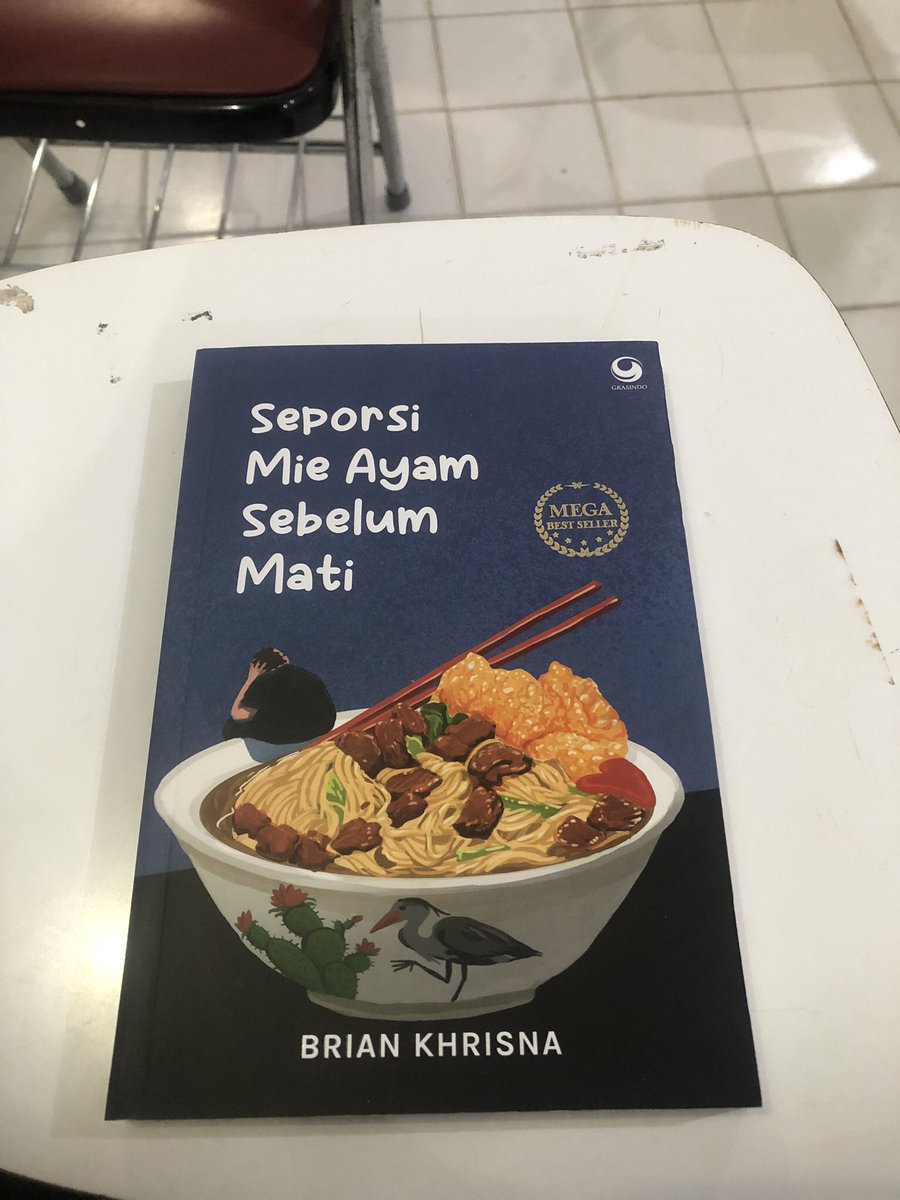 GRASINDO
Seporsi
Mie Ayam
Sebelum
Mati
MEGA
BEST SELLER
BRIAN KHRISNA